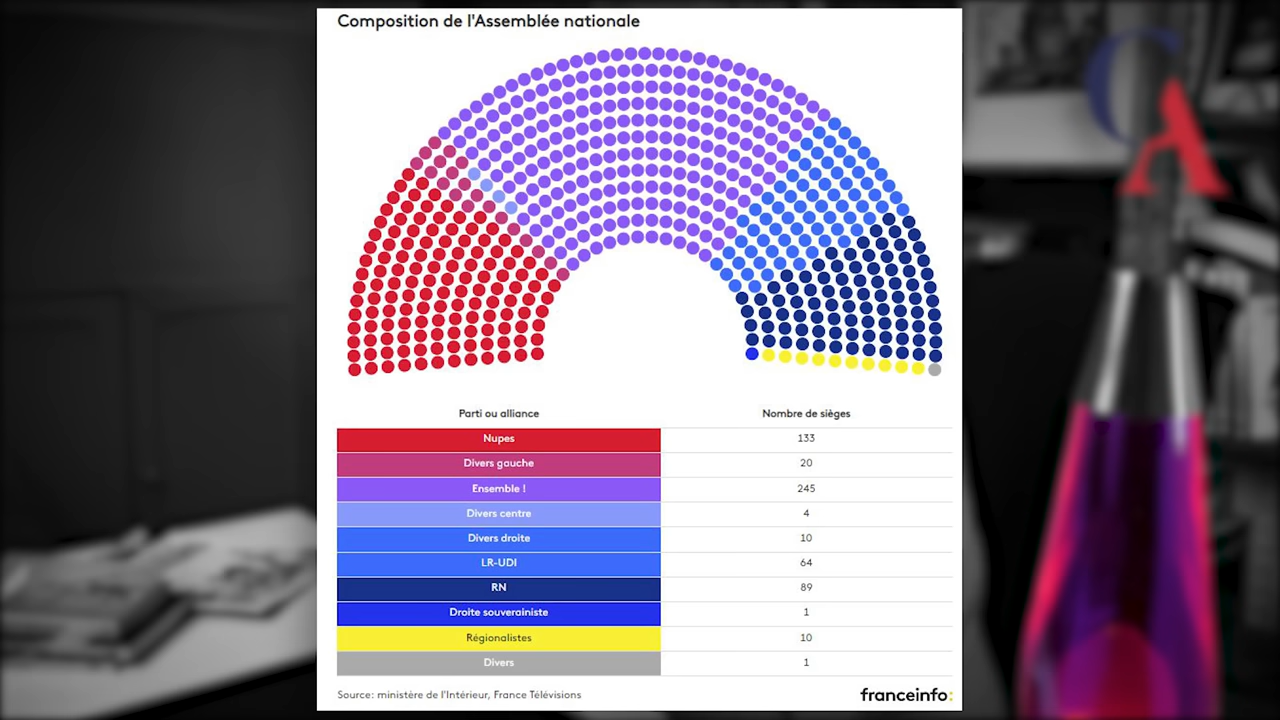 Composition de l'Assemblée nationale
Parti ou alliance Nombre de sièges
Nupes 133
Divers gauche 20
Ensemble ! 245
Divers centre 4
Divers droite 10
LR-UDI 64
RN 89
Droite souverainiste 1
Régionalistes 10
Divers 1
Source: ministère de l'Intérieur, France Télévisions
franceinfo:
CA